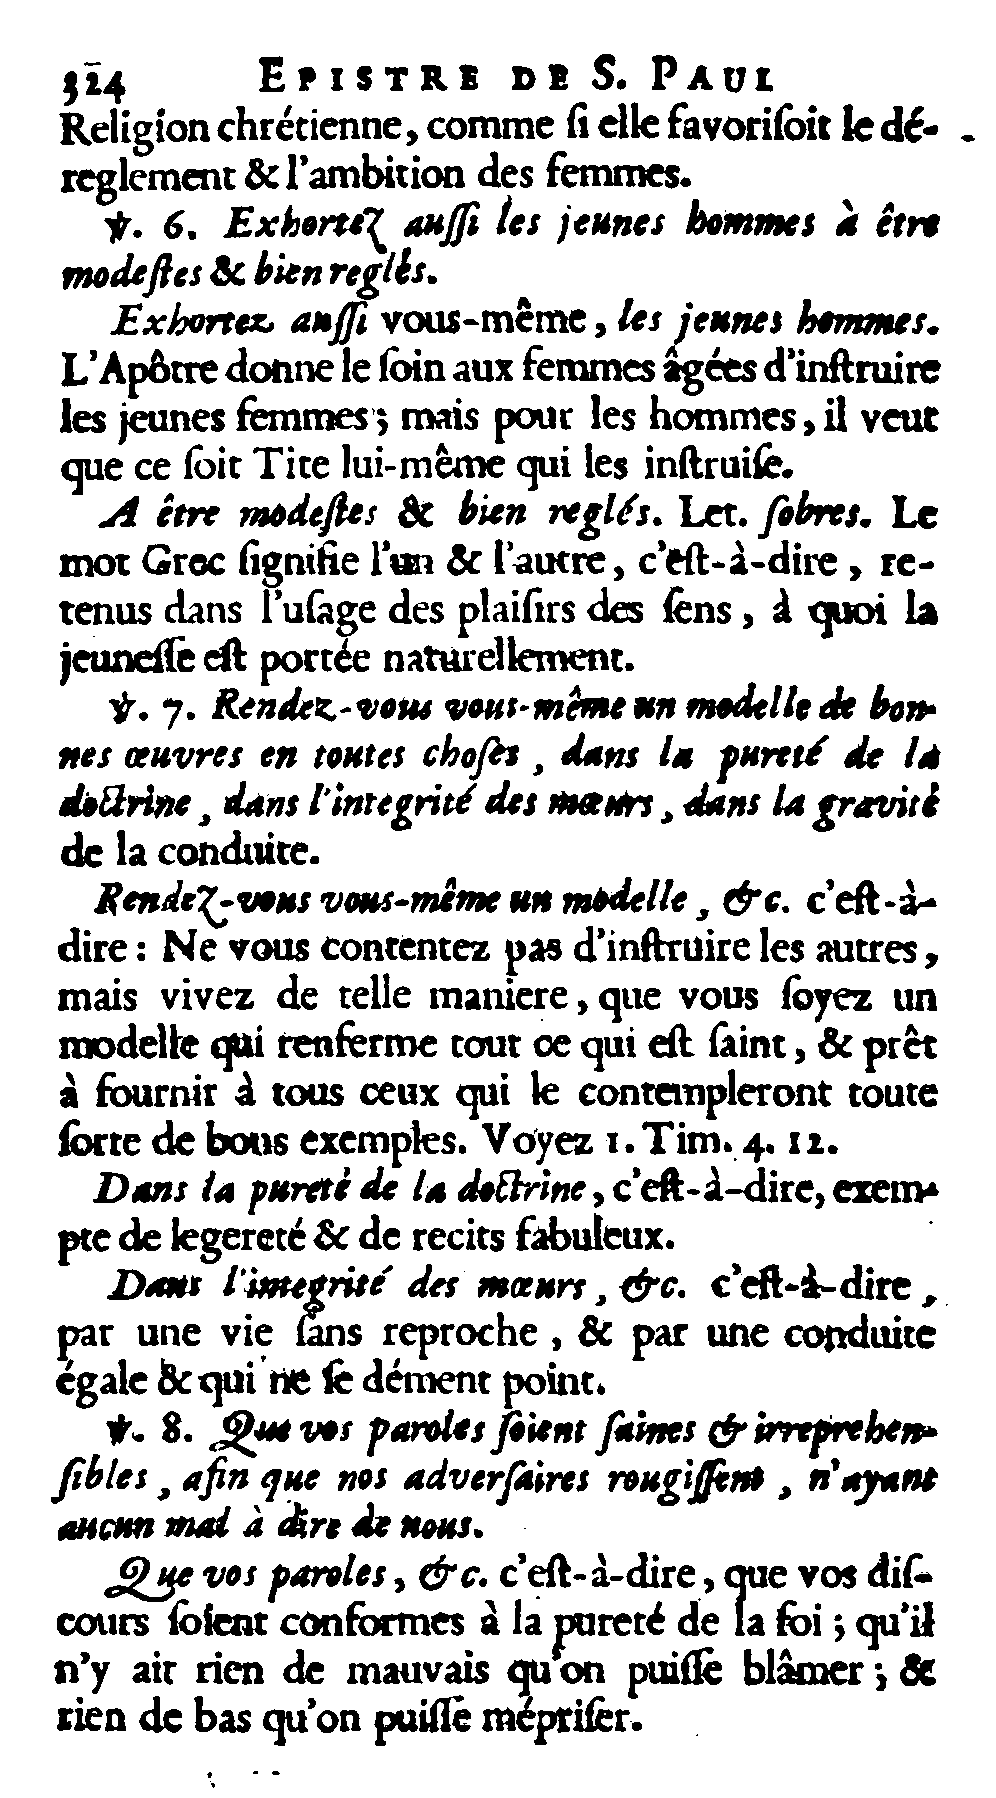 324 EPISTRE DE S. PAUL
Religion chrétienne, comme ſi elle favoriſoit le dé-
reglement & l'ambition des femmes.
℣. 6. Exhortez auſſi les jeunes hommes à être
modeſtes & bien reglés.
Exhortez auſſi vous-même, les jeunes hommes.
L'Apôtre donne le ſoin aux femmes âgées d'inſtruire
les jeunes femmes; mais pour les hommes, il veut
que ce ſoit Tite lui-même qui les inſtruiſe.
A être modeſtes & bien reglés. Let. ſobres. Le
mot Grec ſignifie l'un & l'autre, c'eſt-à-dire, re-
tenus dans l'uſage des plaiſirs des ſens, à quoi la
jeuneſſe eſt portée naturellement.
℣. 7. Rendez-vous vous-même un modelle de bon-
nes œuvres en toutes choſes, dans la pureté de la
doctrine, dans l'integrité des mœurs, dans la gravité
de la conduite.
Rendez-vous vous-même un modelle, &c. c'eſt-à-
dire: Ne vous contentez pas d'inſtruire les autres,
mais vivez de telle maniere, que vous ſoyez un
modelle qui renferme tout ce qui eſt ſaint, & prêt
à fournir à tous ceux qui le contempleront toute
ſorte de bons exemples. Voyez 1. Tim. 4. 12.
Dans la pureté de la doctrine, c'eſt-à-dire, exem-
pte de legereté & de recits fabuleux.
Dans l'integrité des mœurs, &c. c'eſt-à-dire,
par une vie ſans reproche, & par une conduite
égale & qui ne ſe dément point.
℣. 8. Que vos paroles ſoient ſaines & irreprehen-
ſibles, afin que nos adverſaires rougiſſent, n'ayant
aucun mal à dire de nous.
Que vos paroles, &c. c'eſt-à-dire, que vos diſ-
cours ſoient conformes à la pureté de la foi; qu'il
n'y ait rien de mauvais qu'on puiſſe blâmer; &
rien de bas qu'on puiſſe mépriſer.